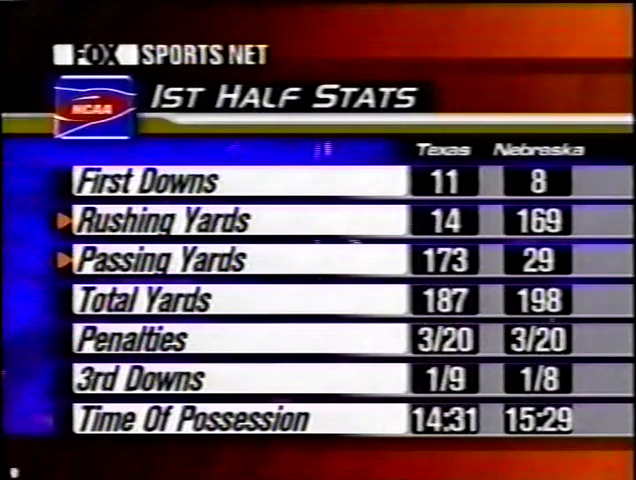 FOX SPORTS NET
NCAA
1ST HALF STATS
Texas Nebraska
First Downs 11 8
Rushing Yards 14 169
Passing Yards 173 29
Total Yards 187 198
Penalties 3/20 3/20
3rd Downs 1/9 1/8
Time Of Possession 14:31 15:29